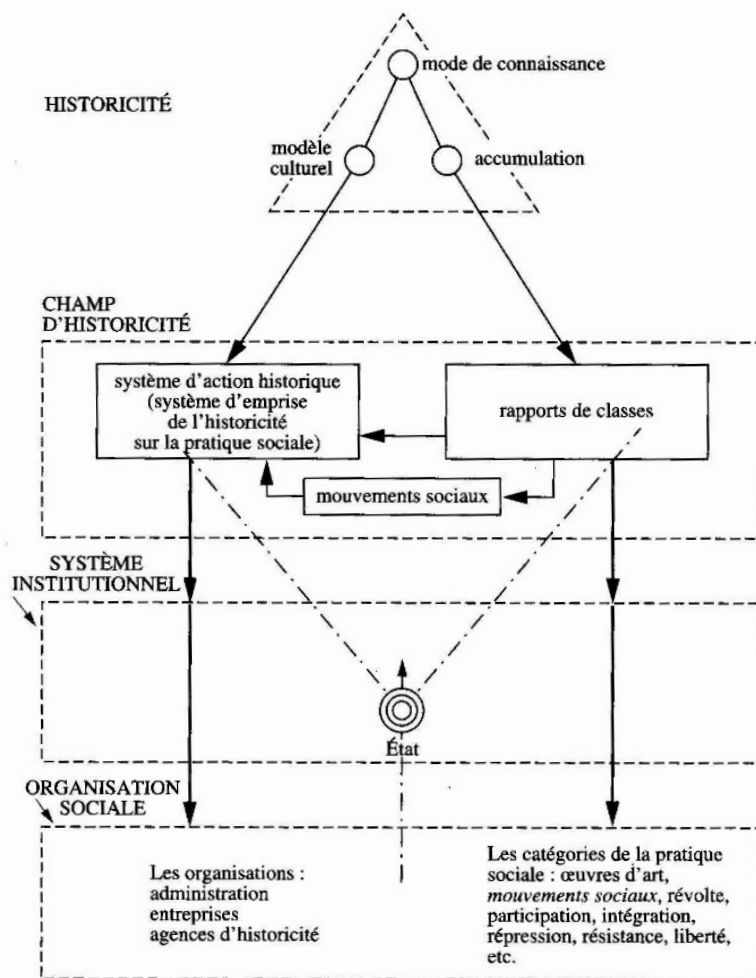 mode de connaissance
HISTORICITÉ
modèle
culturel
accumulation
CHAMP
D'HISTORICITÉ
système d'action historique
(système d'emprise
de l'historicité
sur la pratique sociale)
rapports de classes
mouvements sociaux
SYSTÈME
INSTITUTIONNEL
État
ORGANISATION
SOCIALE
Les organisations :
administration
entreprises
agences d'historicité
Les catégories de la pratique
sociale : œuvres d'art,
mouvements sociaux, révolte,
participation, intégration,
répression, résistance, liberté,
etc.